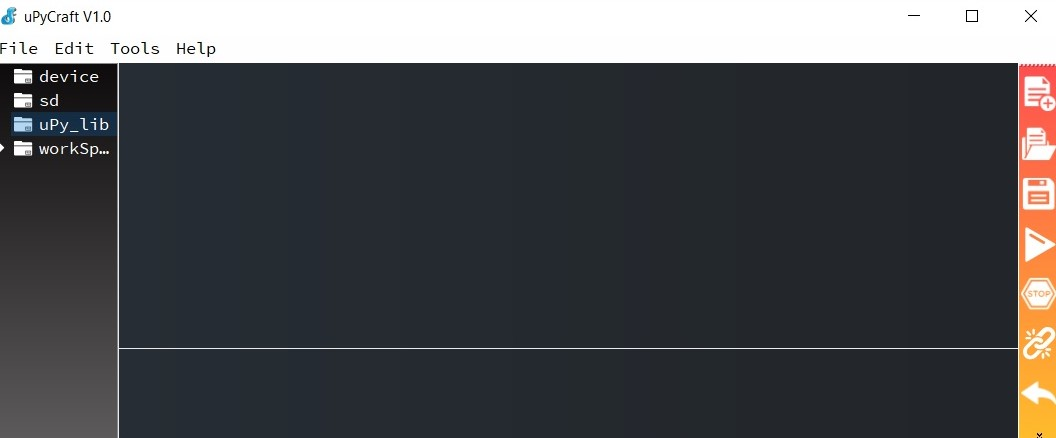 uPyCraft V1.0
File Edit Tools Help
device
sd
uPy_lib
workSp…
STOP